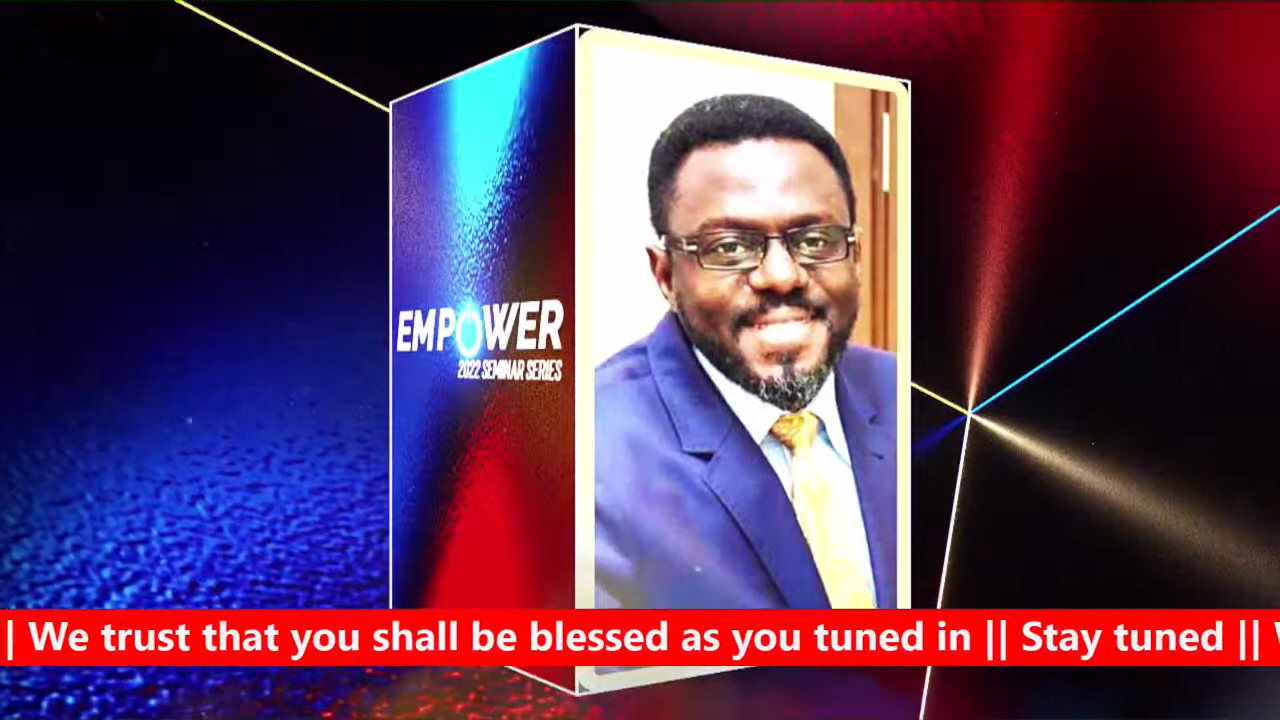 EMPOWER
2022 SEMINAR SERIES
| We trust that you shall be blessed as you tuned in || Stay tuned ||